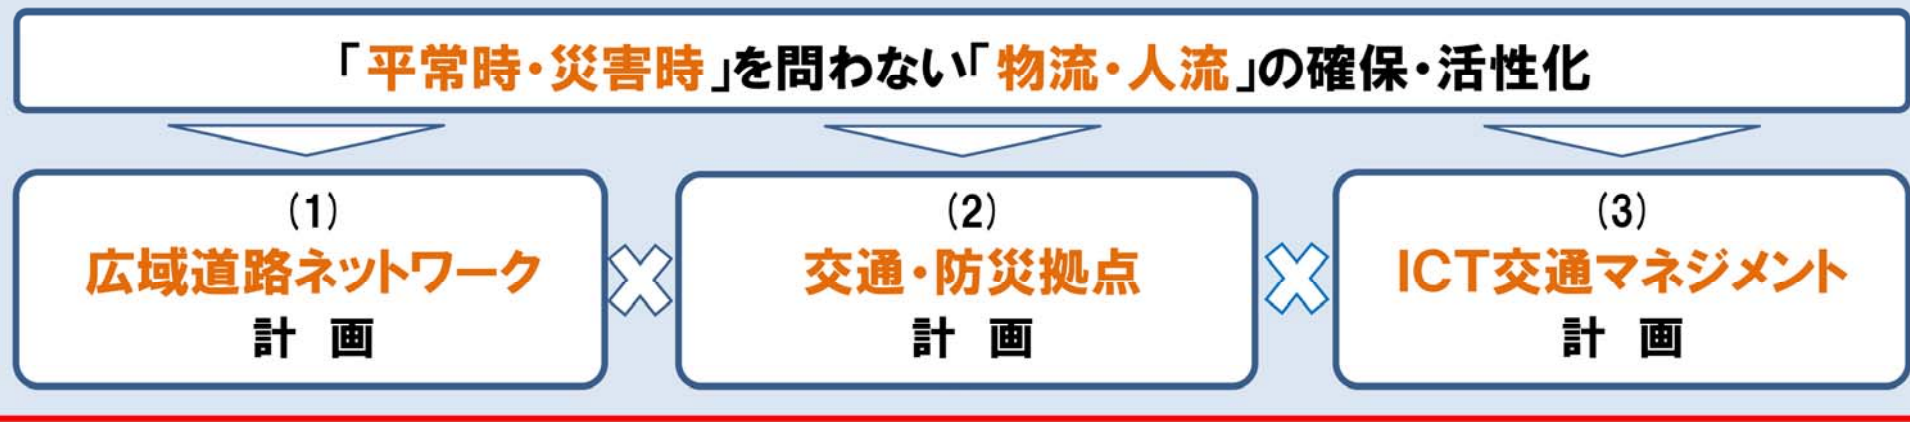 「平常時・災害時」を問わない「物流・人流」の確保・活性化
(1)
広域道路ネットワーク
計 画
(2)
交通・防災拠点
計 画
(3)
ICT交通マネジメント
計 画